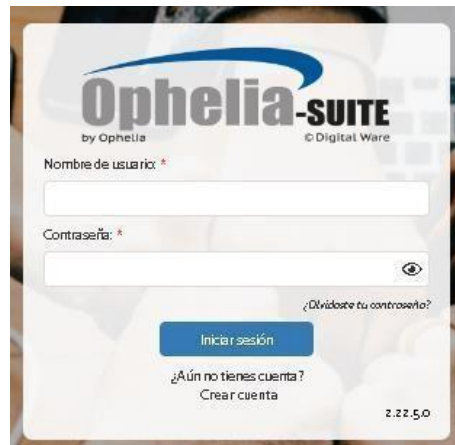 Ophelia-SUITE
by Ophelia © Digital Ware
Nombre de usuario: *
Contraseña: *
¿Olvidaste tu contraseña?
Iniciar sesión
¿Aún no tienes cuenta?
Crear cuenta
2.22.5.0